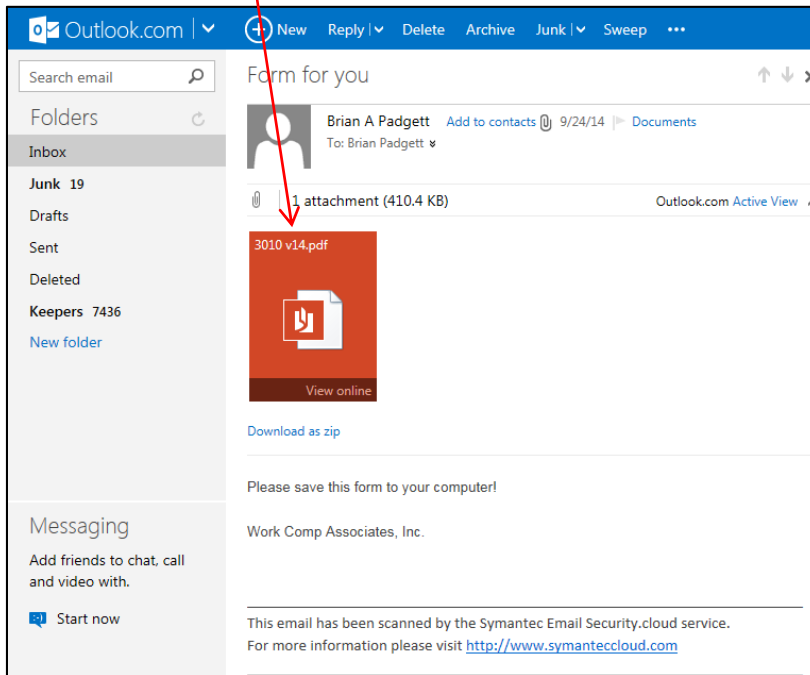 Outlook.com
New Reply Delete Archive Junk Sweep •••
Search email
Folders
Inbox
Junk 19
Drafts
Sent
Deleted
Keepers 7436
New folder
Messaging
Add friends to chat, call
and video with.
Start now
Form for you
Brian A Padgett Add to contacts 9/24/14 Documents
To: Brian Padgett
1 attachment (410.4 KB) Outlook.com Active View
3010 v14.pdf
View online
Download as zip
Please save this form to your computer!
Work Comp Associates, Inc.
This email has been scanned by the Symantec Email Security.cloud service.
For more information please visit http://www.symanteccloud.com